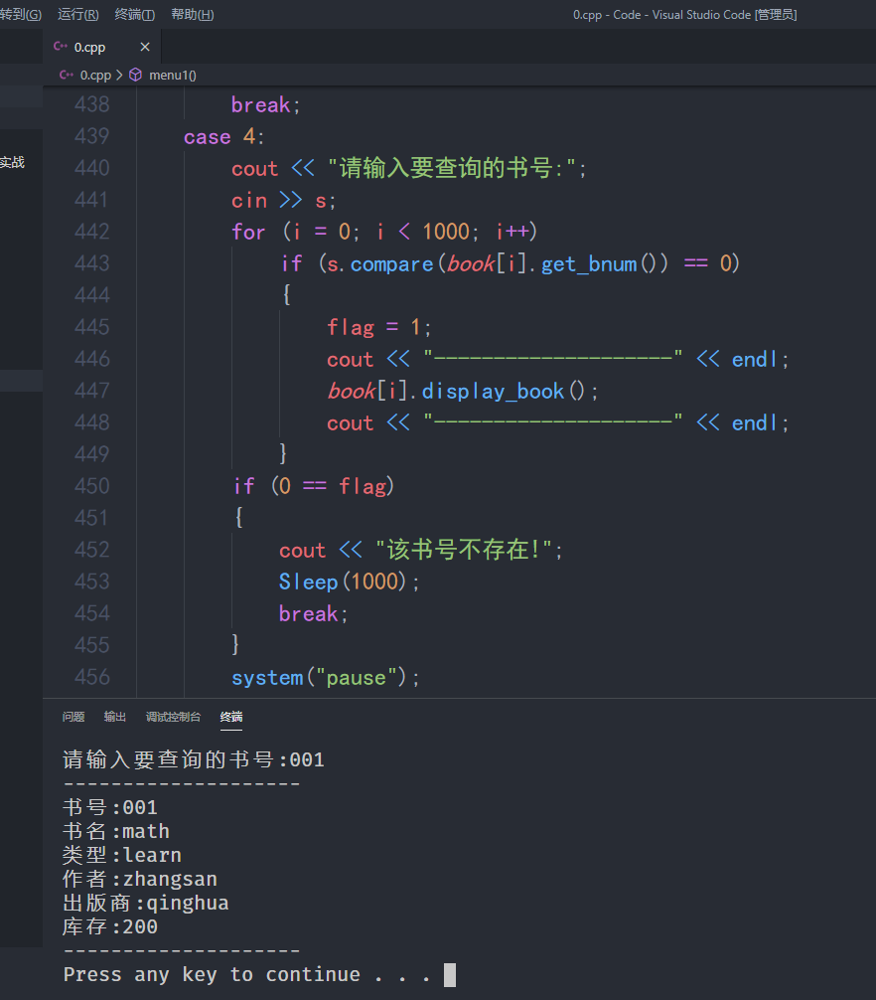 转到(G) 运行(R) 终端(T) 帮助(H) 0.cpp - Code - Visual Studio Code [管理员]
C++ 0.cpp ×
C++ 0.cpp > menu1()
实战
438 break;
439 case 4:
440 cout << "请输入要查询的书号:";
441 cin >> s;
442 for (i = 0; i < 1000; i++)
443 if (s.compare(book[i].get_bnum()) == 0)
444 {
445 flag = 1;
446 cout << "--------------------" << endl;
447 book[i].display_book();
448 cout << "--------------------" << endl;
449 }
450 if (0 == flag)
451 {
452 cout << "该书号不存在!";
453 Sleep(1000);
454 break;
455 }
456 system("pause");
问题 输出 调试控制台 终端
请输入要查询的书号:001
--------------------
书号:001
书名:math
类型:learn
作者:zhangsan
出版商:qinghua
库存:200
--------------------
Press any key to continue . . .